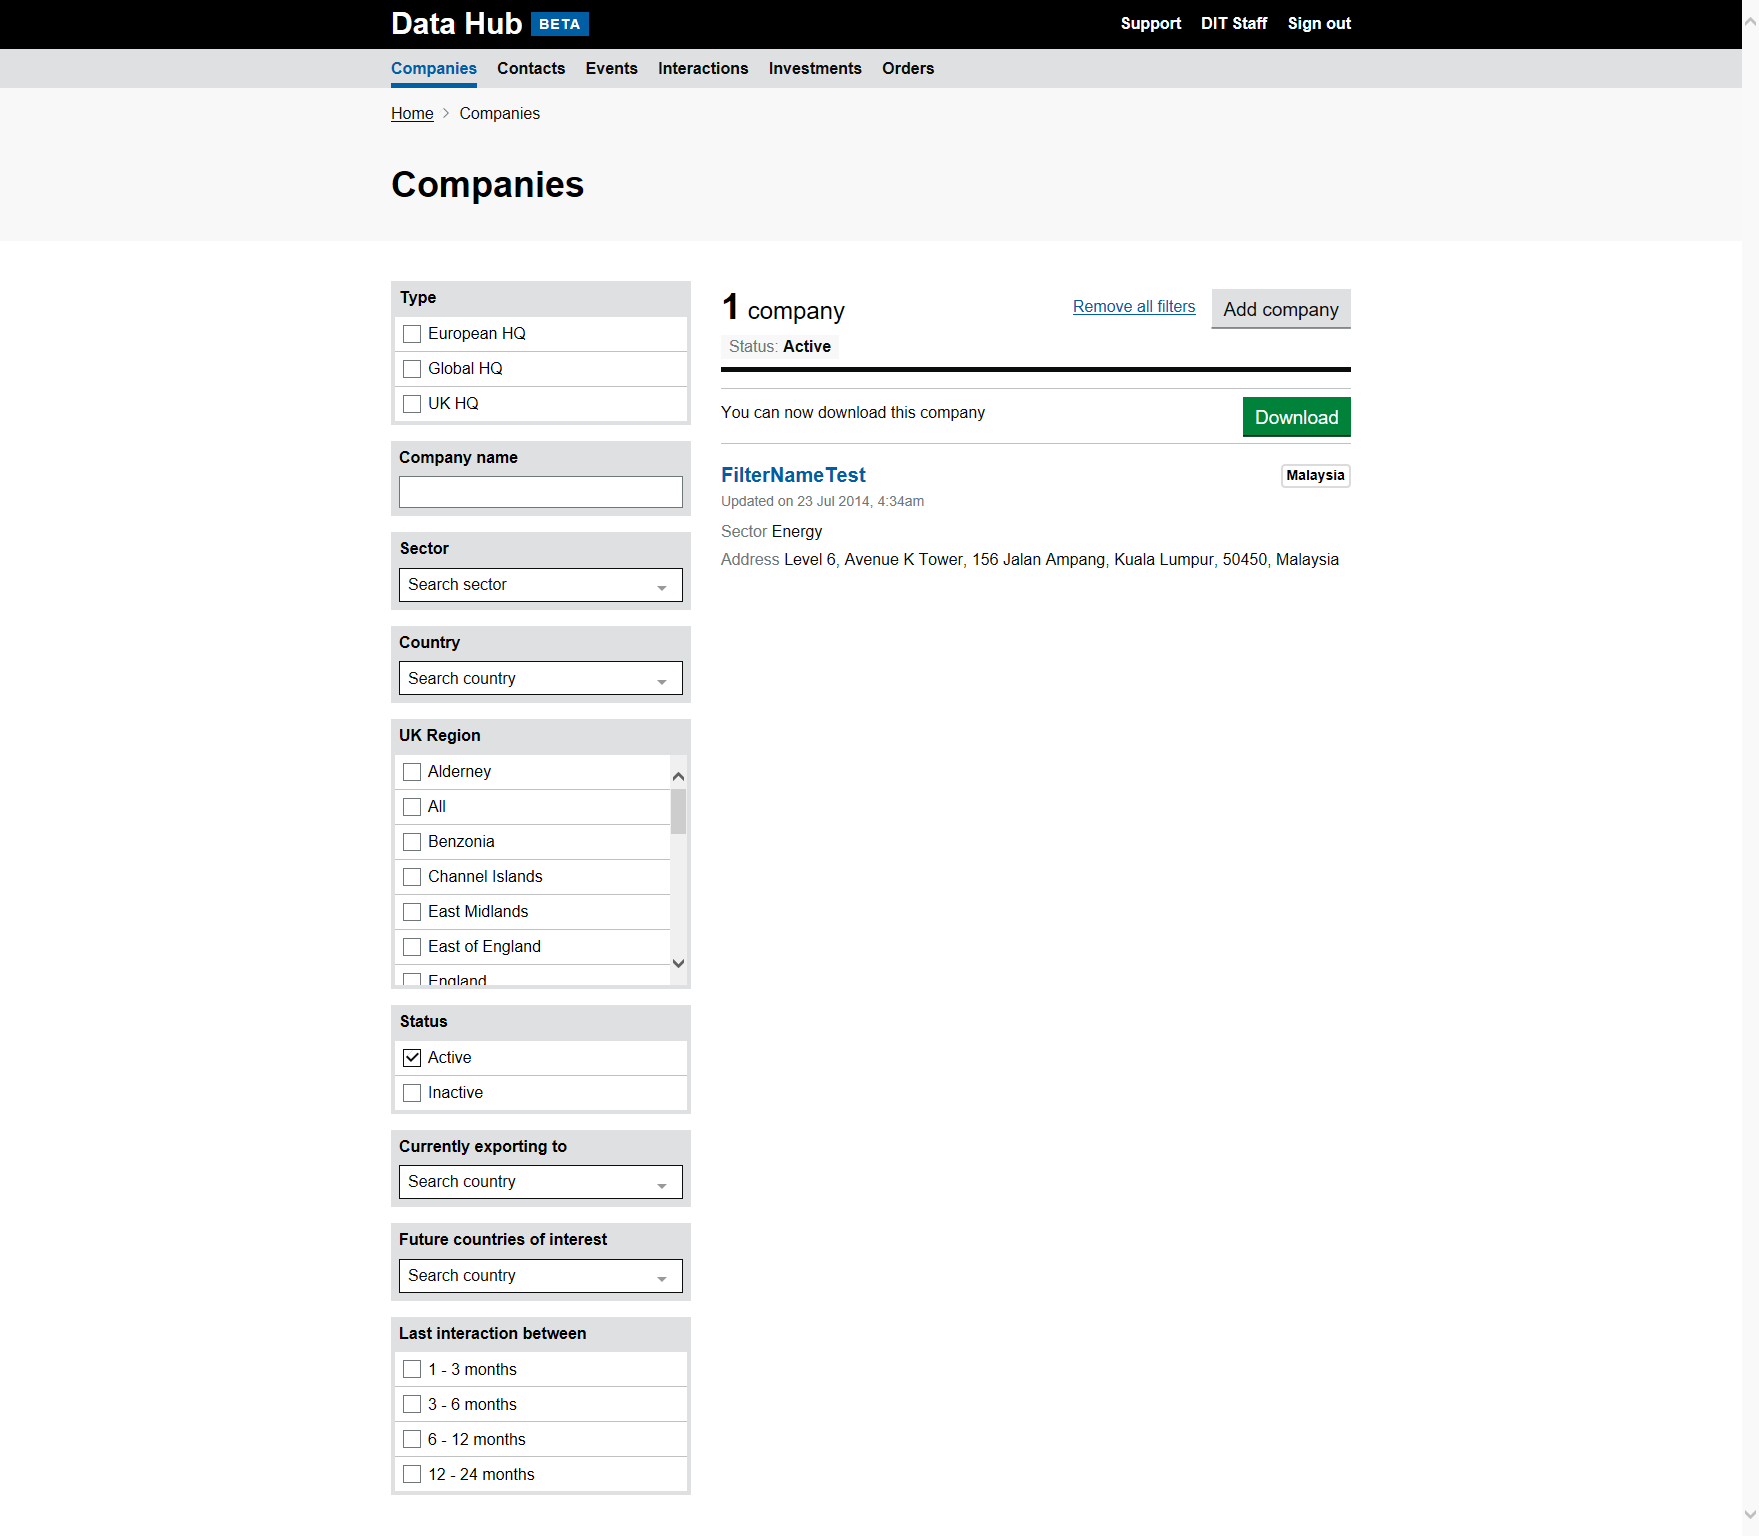 Data Hub BETA
Support DIT Staff Sign out
Companies Contacts Events Interactions Investments Orders
Home Companies
Companies
Type
European HQ
Global HQ
UK HQ
Company name
Sector
Search sector
Country
Search country
UK Region
Alderney
All
Benzonia
Channel Islands
East Midlands
East of England
England
Status
Active
Inactive
Currently exporting to
Search country
Future countries of interest
Search country
Last interaction between
1 - 3 months
3 - 6 months
6 - 12 months
12 - 24 months
1 company
Remove all filters
Add company
Status: Active
You can now download this company
Download
FilterNameTest
Malaysia
Updated on 23 Jul 2014, 4:34am
Sector Energy
Address Level 6, Avenue K Tower, 156 Jalan Ampang, Kuala Lumpur, 50450, Malaysia